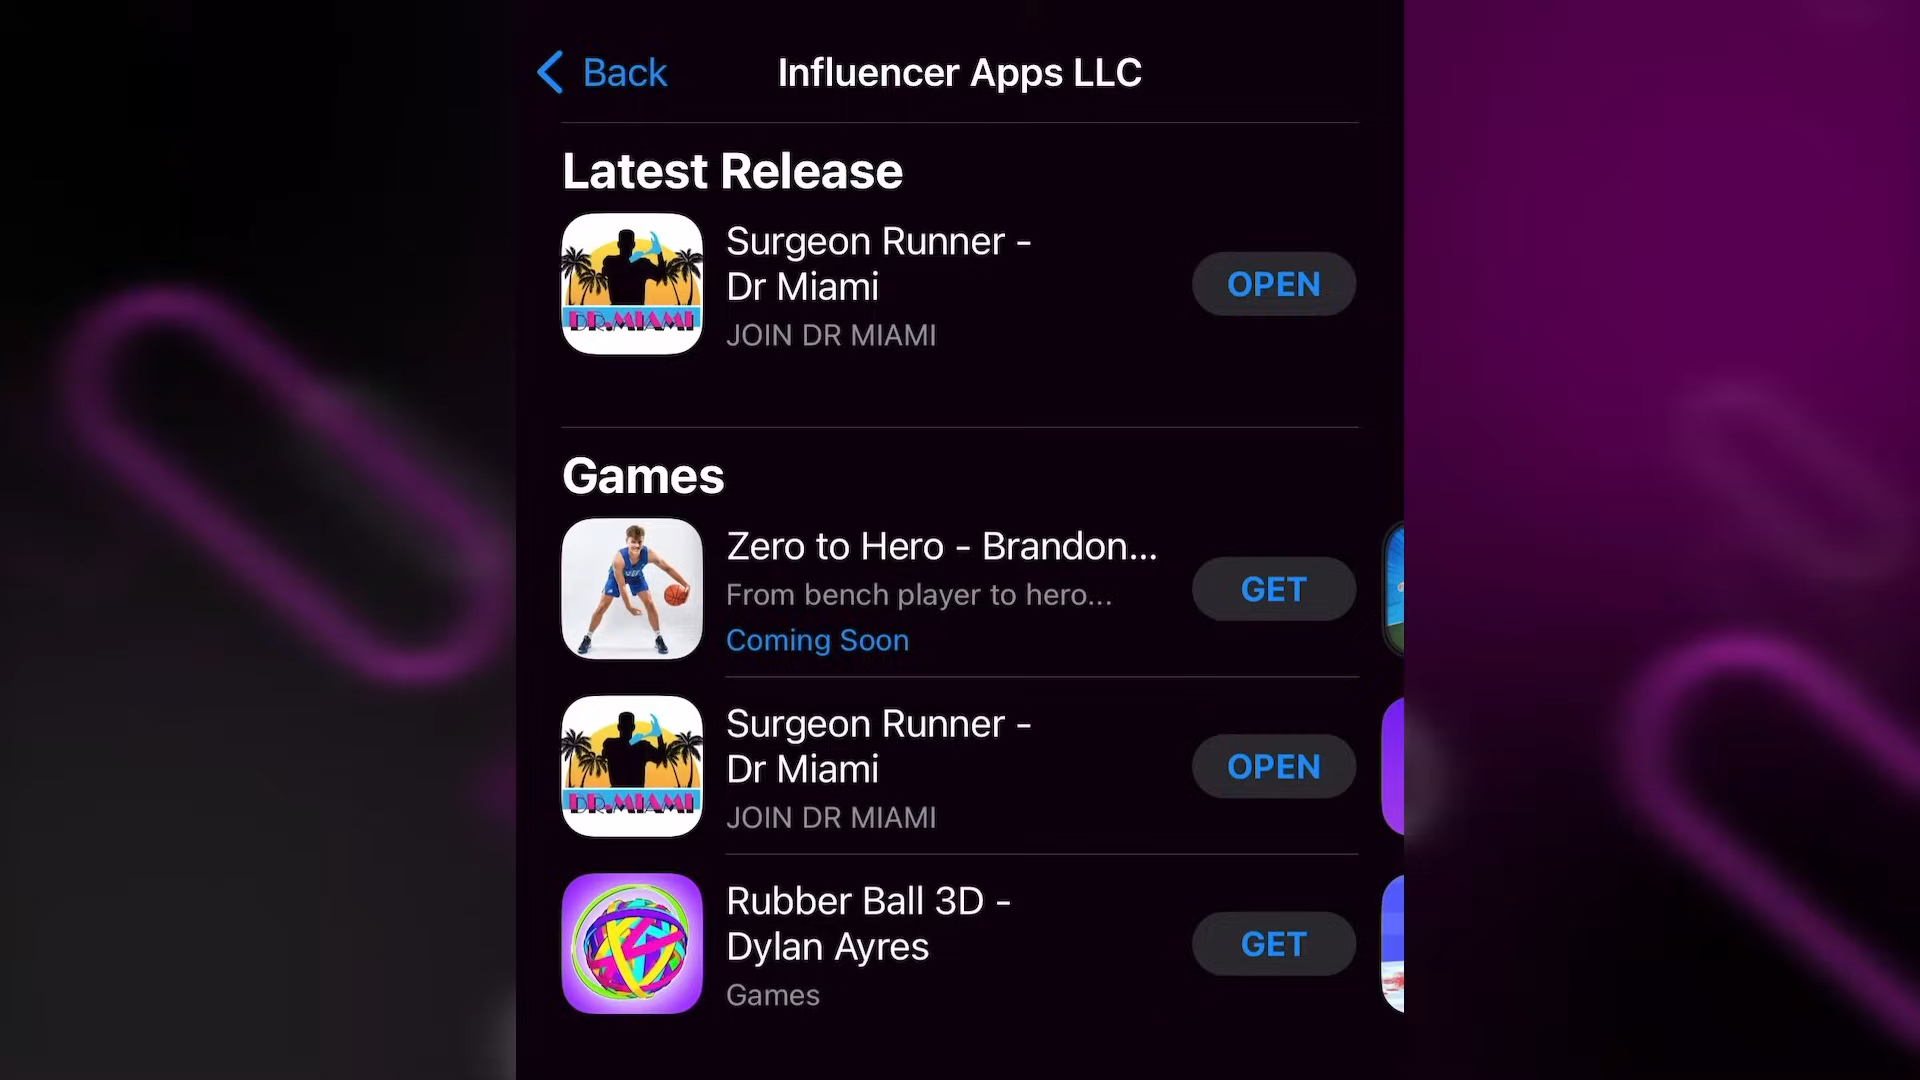 Back
Influencer Apps LLC
Latest Release
Surgeon Runner -
Dr Miami
JOIN DR MIAMI
OPEN
DR.MIAMI
Games
Zero to Hero - Brandon...
From bench player to hero...
Coming Soon
GET
Surgeon Runner -
Dr Miami
JOIN DR MIAMI
OPEN
DR.MIAMI
Rubber Ball 3D -
Dylan Ayres
Games
GET